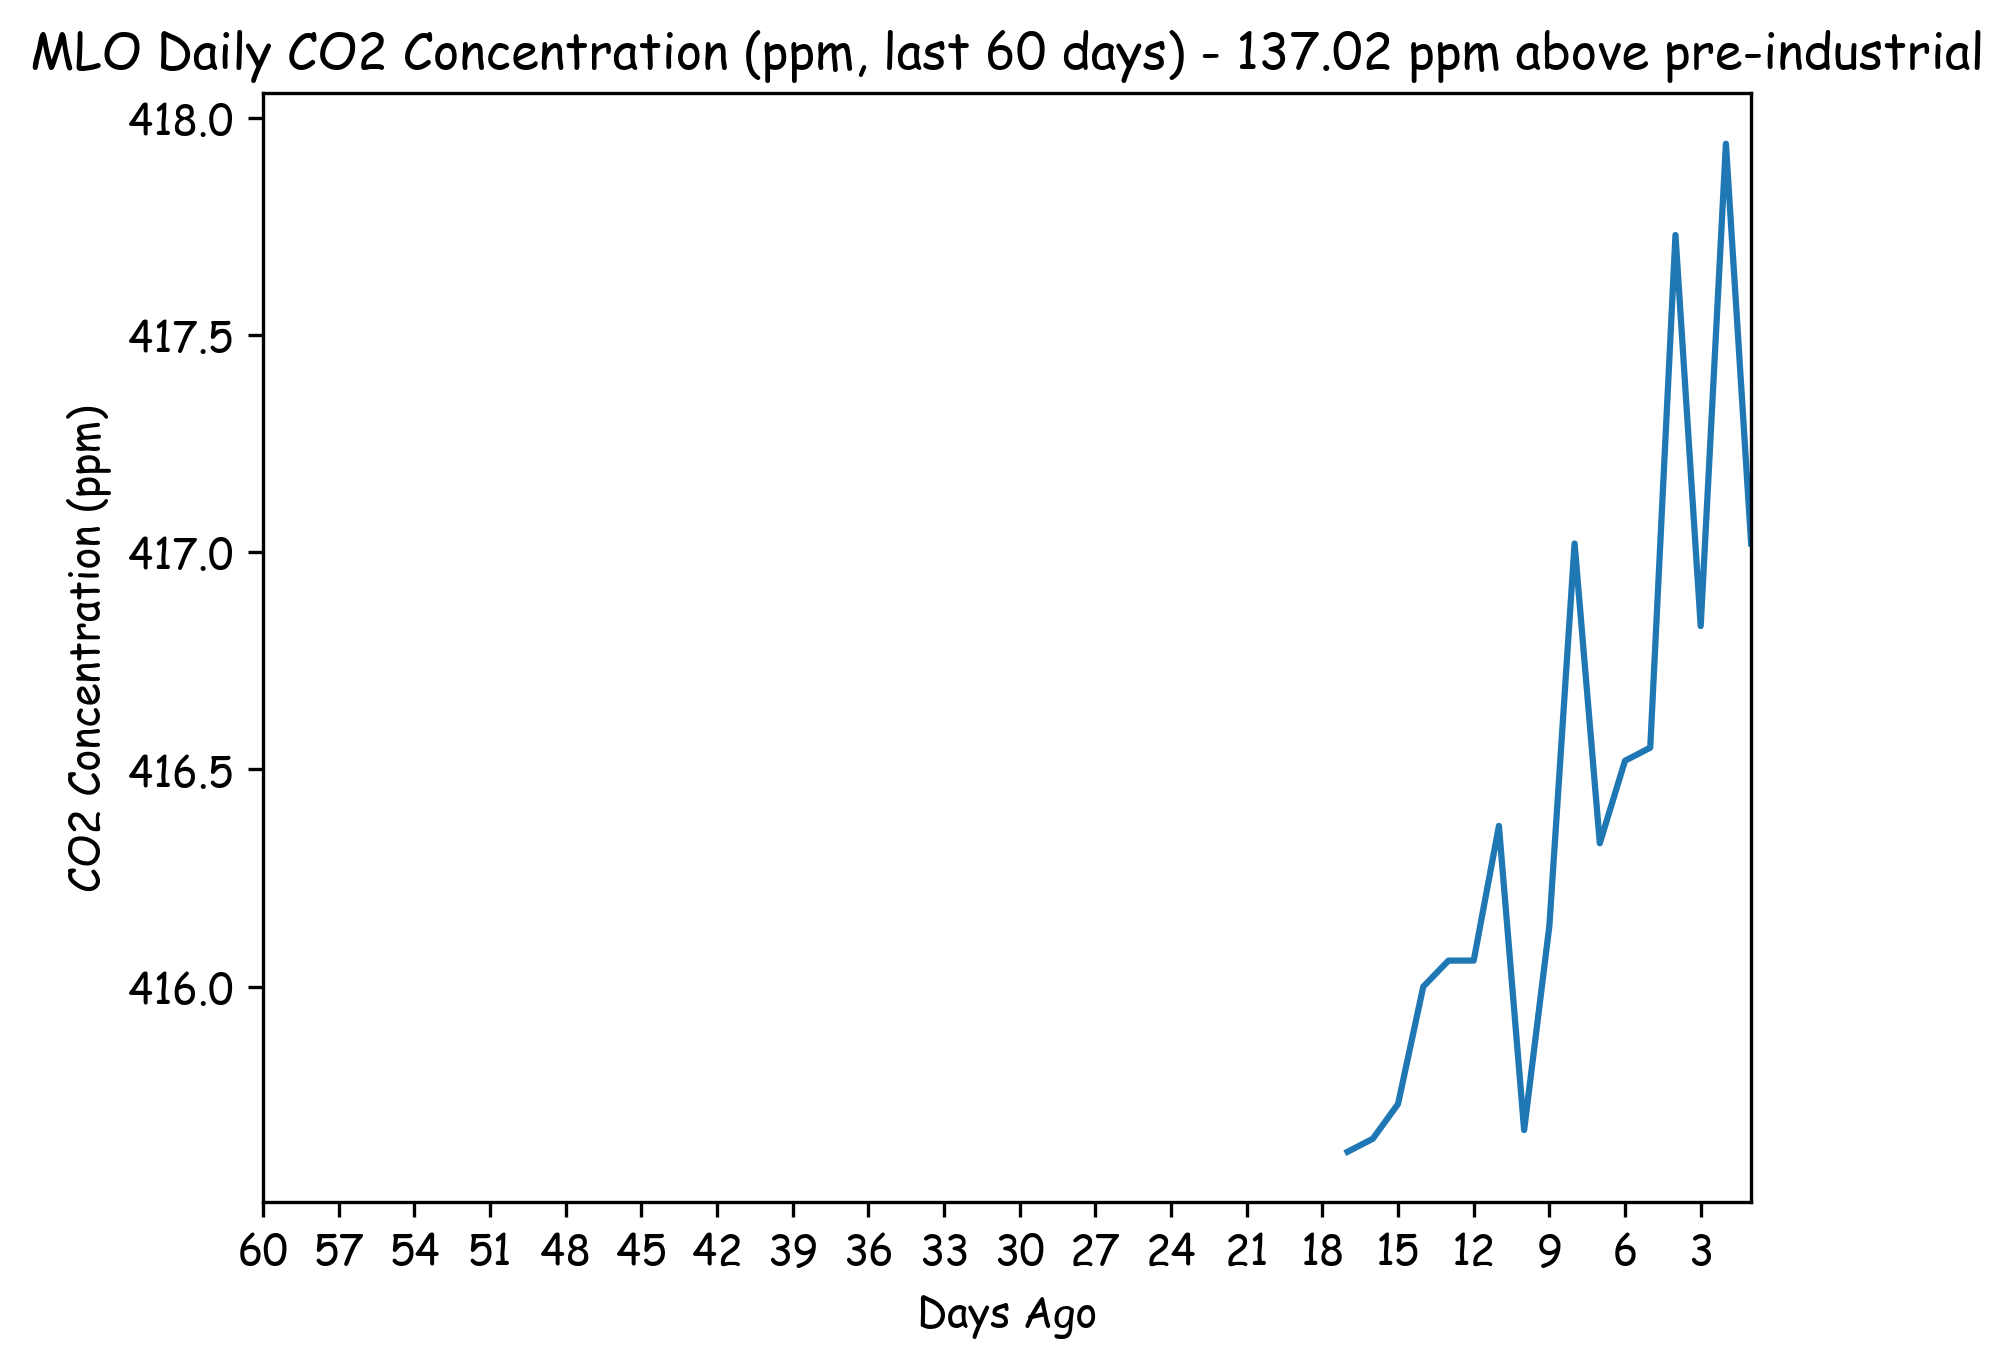 MLO Daily CO2 Concentration (ppm, last 60 days) - 137.02 ppm above pre-industrial
418.0
417.5
417.0
416.5
416.0
CO2 Concentration (ppm)
60 57 54 51 48 45 42 39 36 33 30 27 24 21 18 15 12 9 6 3
Days Ago